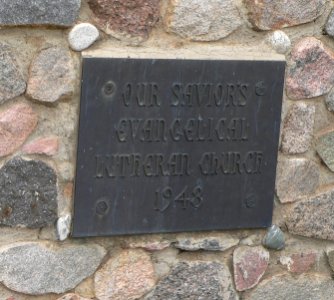 OUR SAVIOR'S
EVANGELICAL
LUTHERAN CHURCH
1948